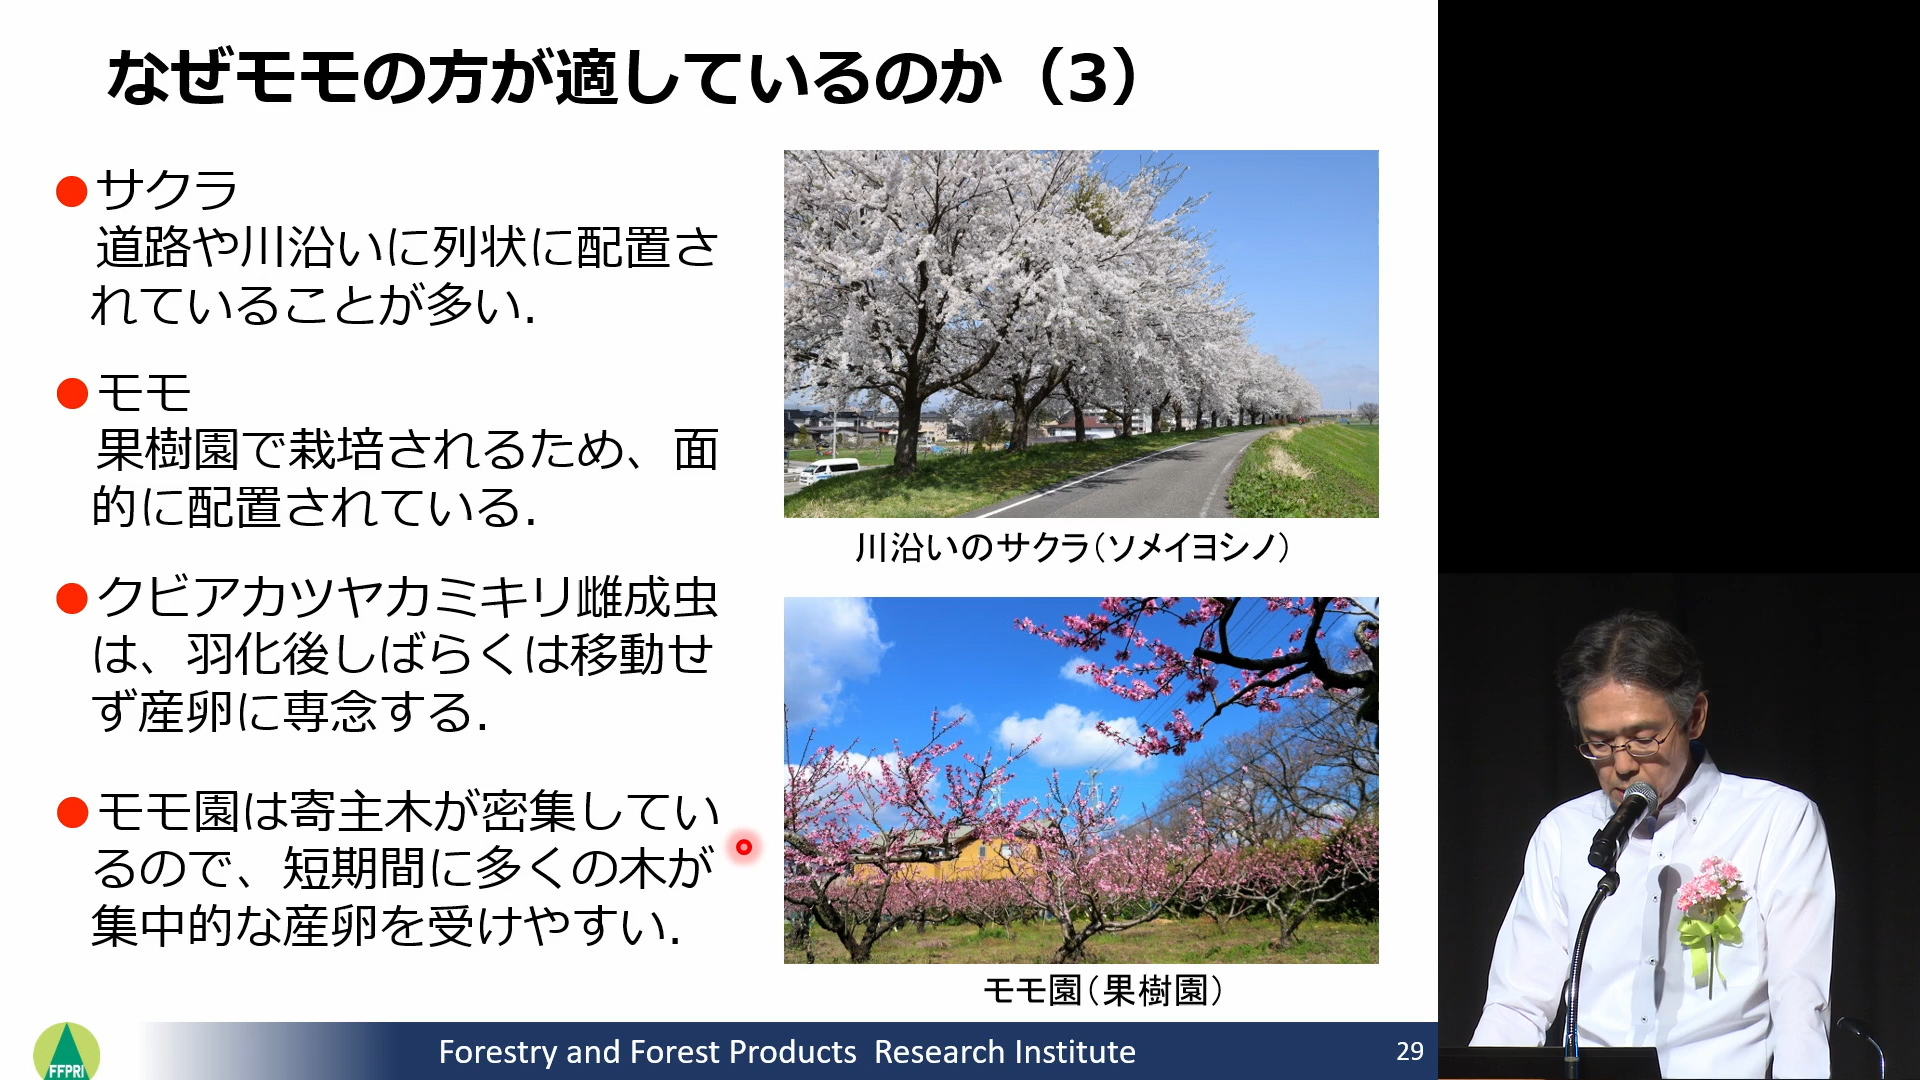 なぜモモの方が適しているのか（3）
●サクラ
道路や川沿いに列状に配置さ
れていることが多い．
●モモ
果樹園で栽培されるため、面
的に配置されている．
●クビアカツヤカミキリ雌成虫
は、羽化後しばらくは移動せ
ず産卵に専念する．
●モモ園は寄主木が密集してい
るので、短期間に多くの木が
集中的な産卵を受けやすい．
川沿いのサクラ（ソメイヨシノ）
モモ園（果樹園）
FFPRI
Forestry and Forest Products Research Institute
29